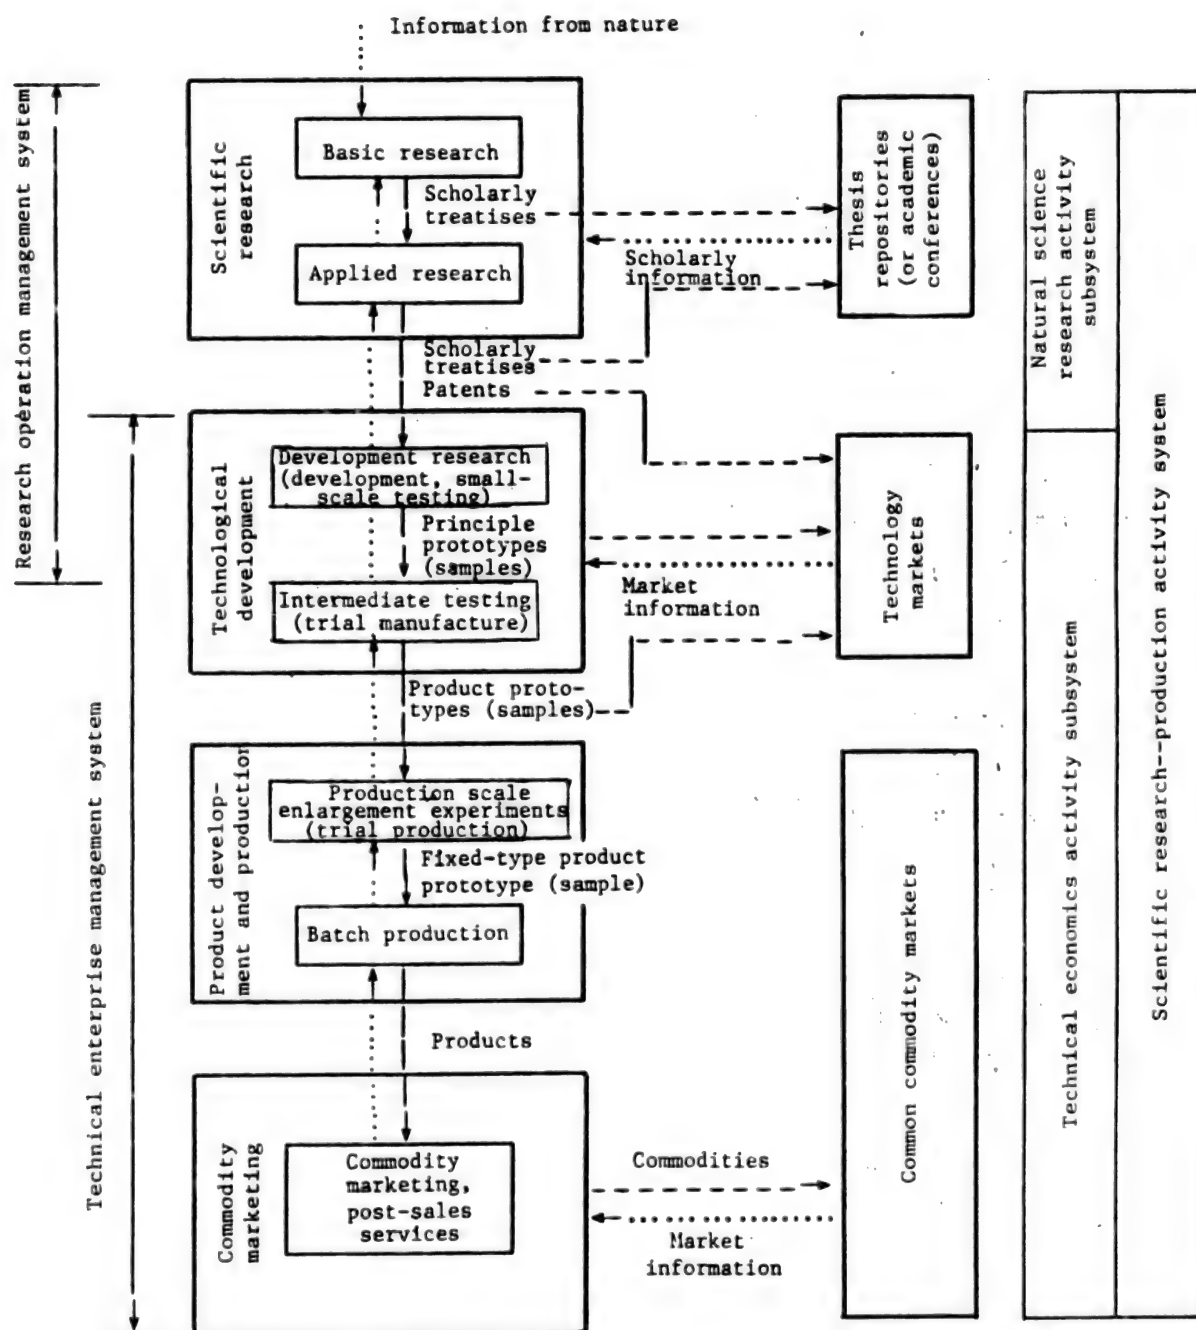 Information from nature
Research operation management system
Scientific
research
Basic research
Scholarly
treatises
Applied research
Scholarly
information
Thesis
repositories
(or academic
conferences)
Natural science
research activity
subsystem
Scholarly
treatises
Patents
Technical enterprise management system
Technological
development
Development research
(development, small-
scale testing)
Principle
prototypes
(samples)
Intermediate testing
(trial manufacture)
Market
information
Technology
markets
Product proto-
types (samples)
Product develop-
ment and production
Production scale
enlargement experiments
(trial production)
Fixed-type product
prototype (sample)
Batch production
Products
Commodity
marketing
Commodity
marketing,
post-sales
services
Commodities
Market
information
Common commodity markets
Technical economics activity subsystem
Scientific research--production activity system